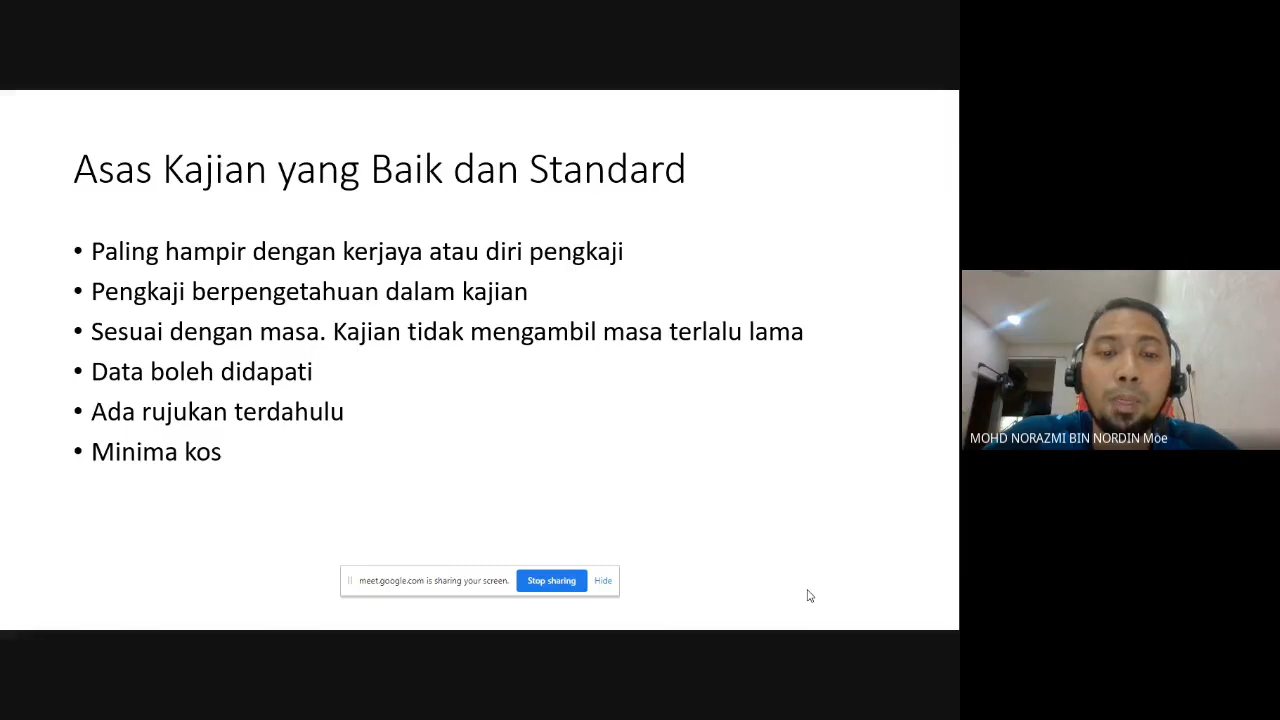 Asas Kajian yang Baik dan Standard
• Paling hampir dengan kerjaya atau diri pengkaji
• Pengkaji berpengetahuan dalam kajian
• Sesuai dengan masa. Kajian tidak mengambil masa terlalu lama
• Data boleh didapati
• Ada rujukan terdahulu
• Minima kos
meet.google.com is sharing your screen. Stop sharing Hide
MOHD NORAZMI BIN NORDIN Moe